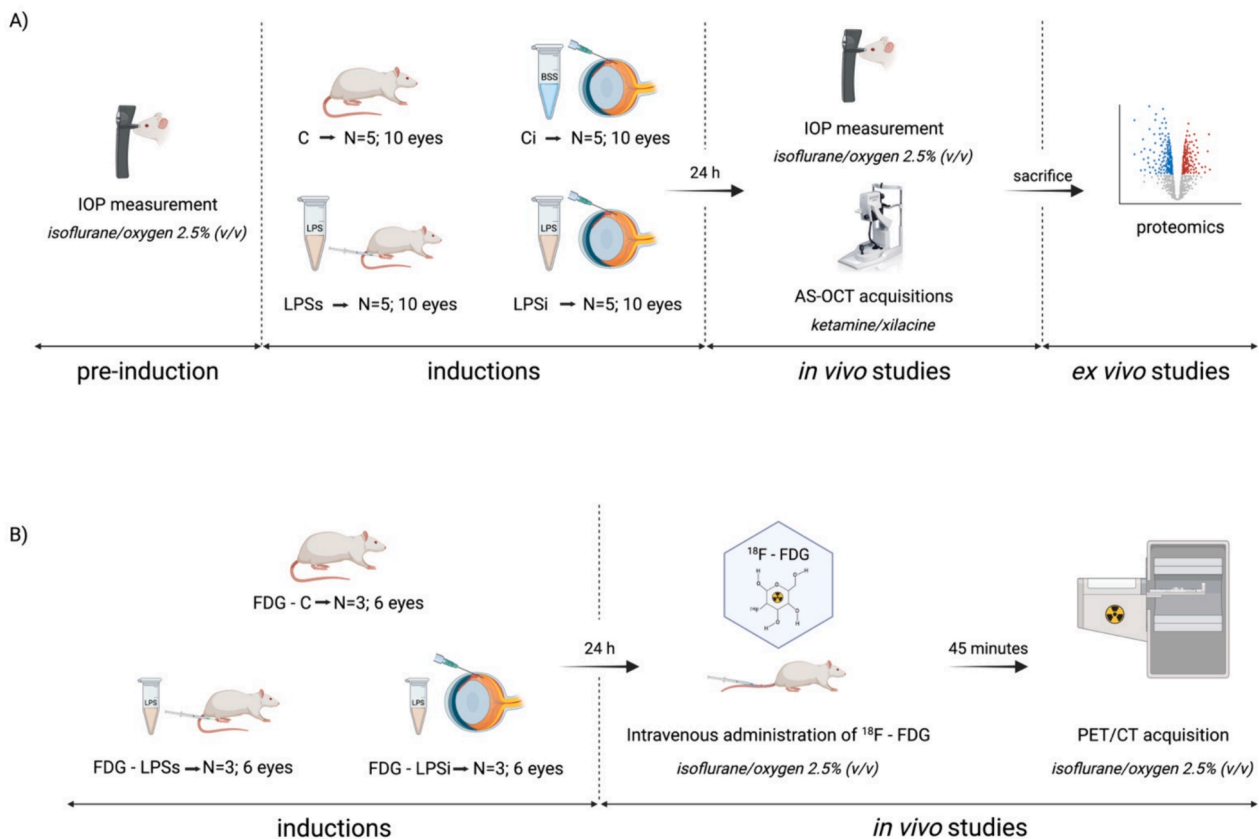 A)
IOP measurement
isoflurane/oxygen 2.5% (v/v)
C → N=5; 10 eyes
BSS
Ci → N=5; 10 eyes
LPS
LPSs → N=5; 10 eyes
LPS
LPSi → N=5; 10 eyes
24 h
IOP measurement
isoflurane/oxygen 2.5% (v/v)
AS-OCT acquisitions
ketamine/xilacine
sacrifice
proteomics
pre-induction
inductions
in vivo studies
ex vivo studies
B)
FDG - C → N=3; 6 eyes
LPS
FDG - LPSs → N=3; 6 eyes
LPS
FDG - LPSi → N=3; 6 eyes
24 h
¹⁸F - FDG
H
O
O
O
H
H
O
O
H
H
Intravenous administration of ¹⁸F - FDG
isoflurane/oxygen 2.5% (v/v)
45 minutes
PET/CT acquisition
isoflurane/oxygen 2.5% (v/v)
inductions
in vivo studies